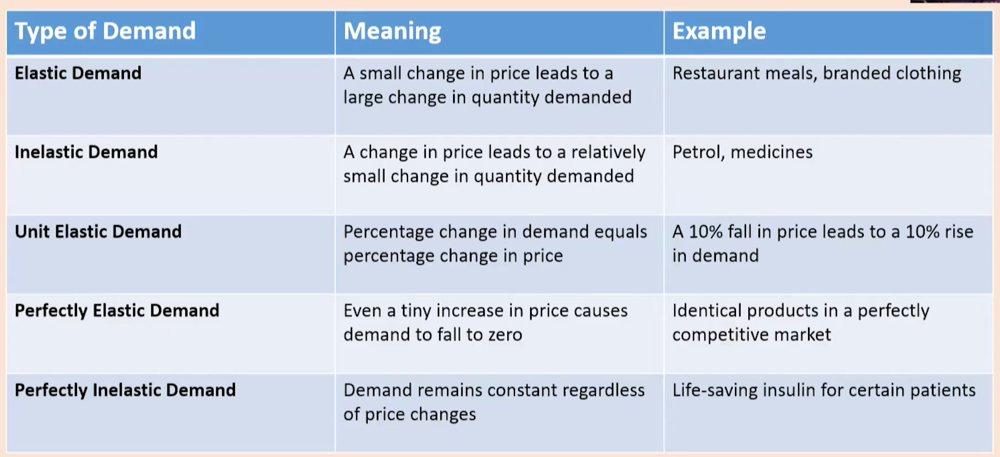 Type of Demand
Meaning
Example
Elastic Demand
A small change in price leads to a
large change in quantity demanded
Restaurant meals, branded clothing
Inelastic Demand
A change in price leads to a relatively
small change in quantity demanded
Petrol, medicines
Unit Elastic Demand
Percentage change in demand equals
percentage change in price
A 10% fall in price leads to a 10% rise
in demand
Perfectly Elastic Demand
Even a tiny increase in price causes
demand to fall to zero
Identical products in a perfectly
competitive market
Perfectly Inelastic Demand
Demand remains constant regardless
of price changes
Life-saving insulin for certain patients